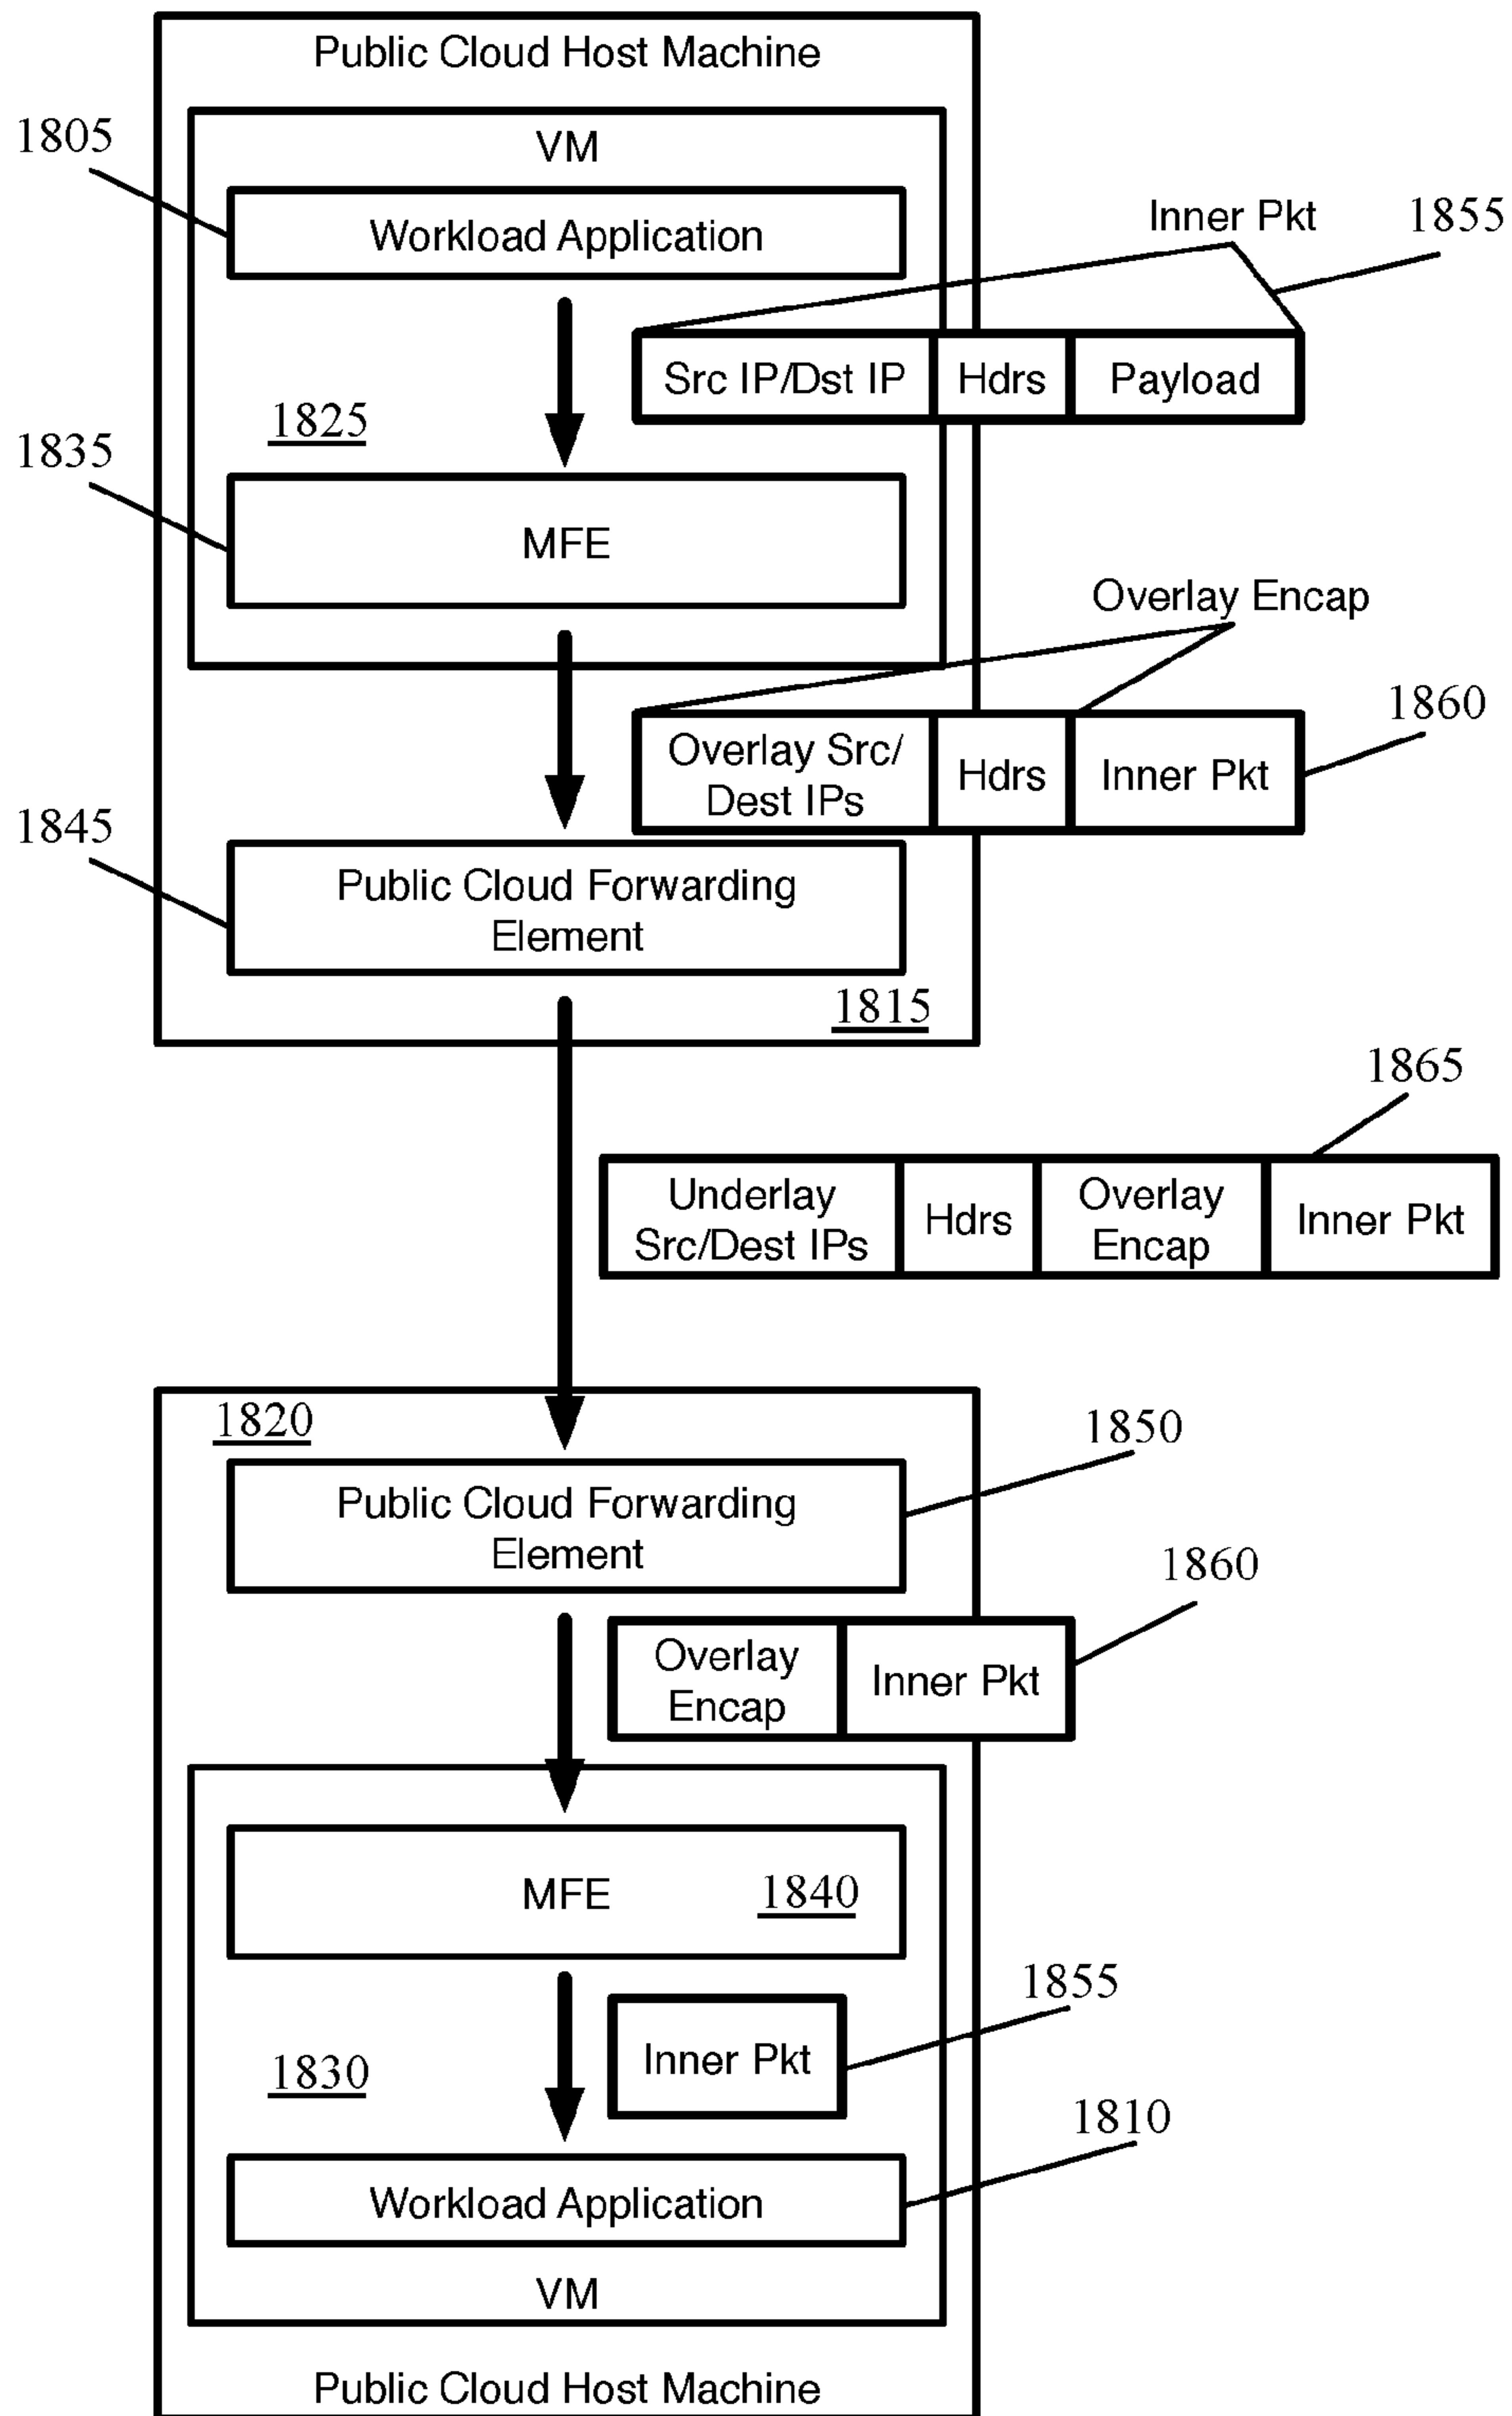 Public Cloud Host Machine
VM
1805
Workload Application
Inner Pkt
1855
Src IP/Dst IP
Hdrs
Payload
1825
1835
MFE
Overlay Encap
1860
Overlay Src/
Dest IPs
Hdrs
Inner Pkt
1845
Public Cloud Forwarding
Element
1815
1865
Underlay
Src/Dest IPs
Hdrs
Overlay
Encap
Inner Pkt
1820
1850
Public Cloud Forwarding
Element
1860
Overlay
Encap
Inner Pkt
MFE
1840
1855
Inner Pkt
1830
1810
Workload Application
VM
Public Cloud Host Machine